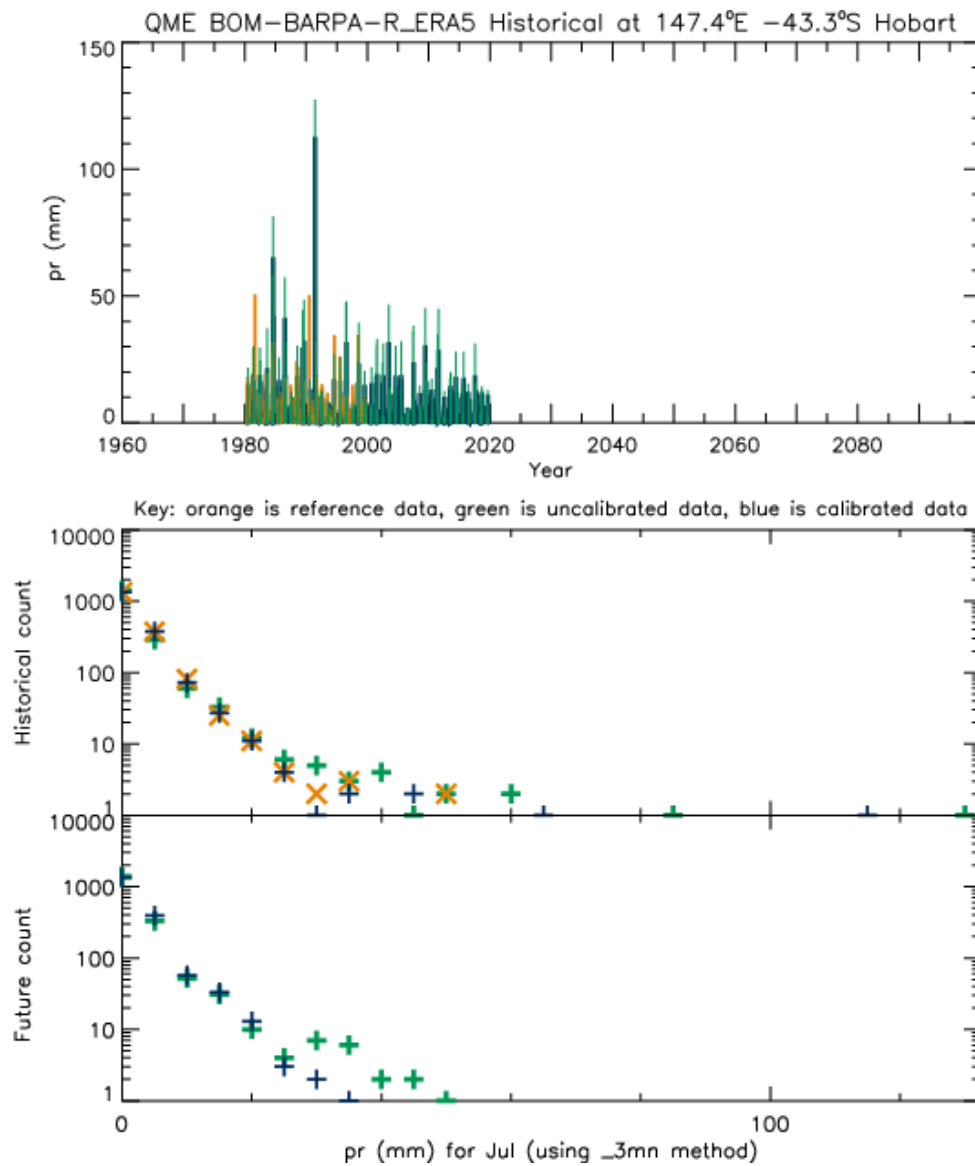 QME BOM-BARPA-R_ERA5 Historical at 147.4°E -43.3°S Hobart
150
100
50
0
pr (mm)
1960 1980 2000 2020 2040 2060 2080
Year
Key: orange is reference data, green is uncalibrated data, blue is calibrated data
10000
1000
100
10
1
Historical count
10000
1000
100
10
1
Future count
0 100
pr (mm) for Jul (using _3mn method)